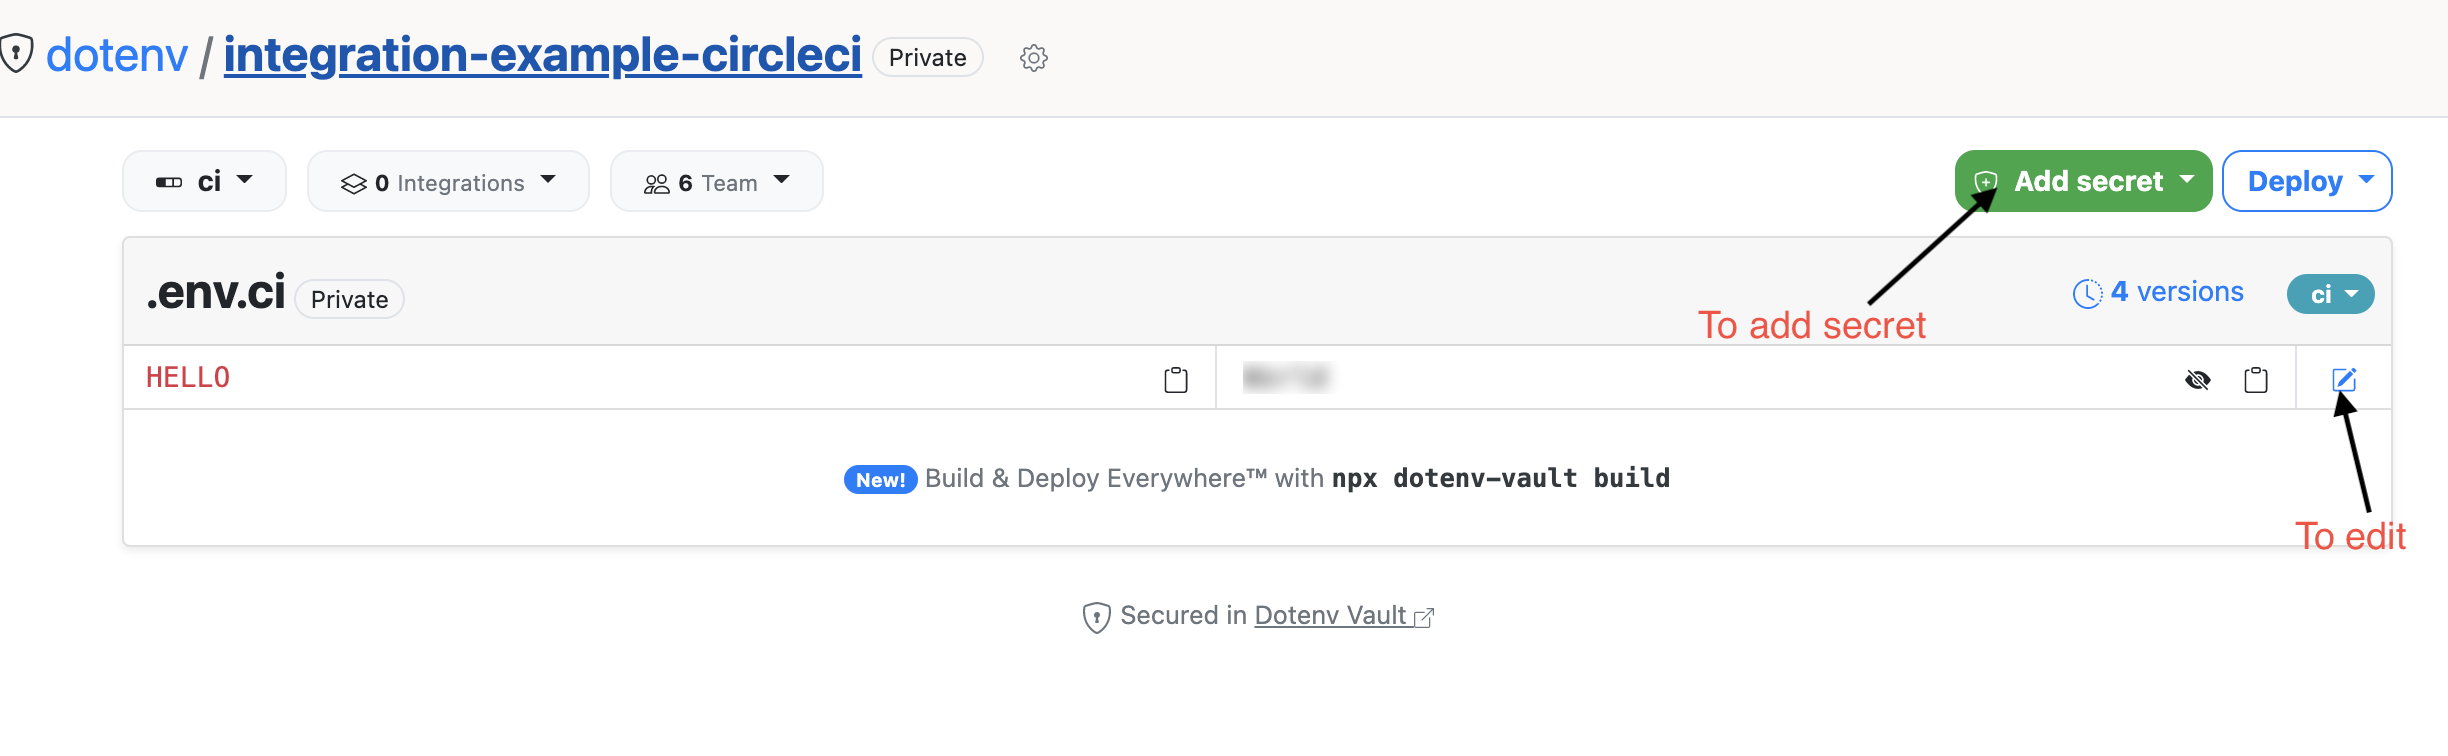 dotenv / integration-example-circleci Private
ci 0 Integrations 6 Team Add secret Deploy
.env.ci Private 4 versions ci
To add secret
HELLO
New! Build & Deploy Everywhere™ with npx dotenv-vault build
To edit
Secured in Dotenv Vault